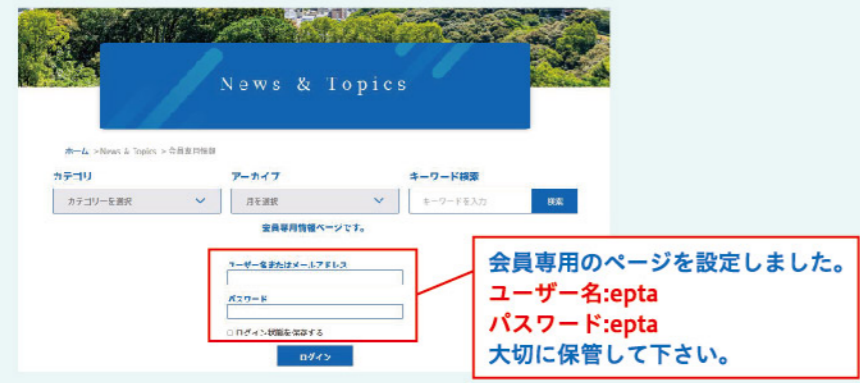 News & Topics
ホーム >News & Topics > 会員専用情報
カテゴリ
アーカイブ
キーワード検索
カテゴリーを選択
月を選択
キーワードを入力
検索
会員専用情報ページです。
ユーザー名またはメールアドレス
パスワード
ログイン状態を保存する
ログイン
会員専用のページを設定しました。
ユーザー名:epta
パスワード:epta
大切に保管して下さい。